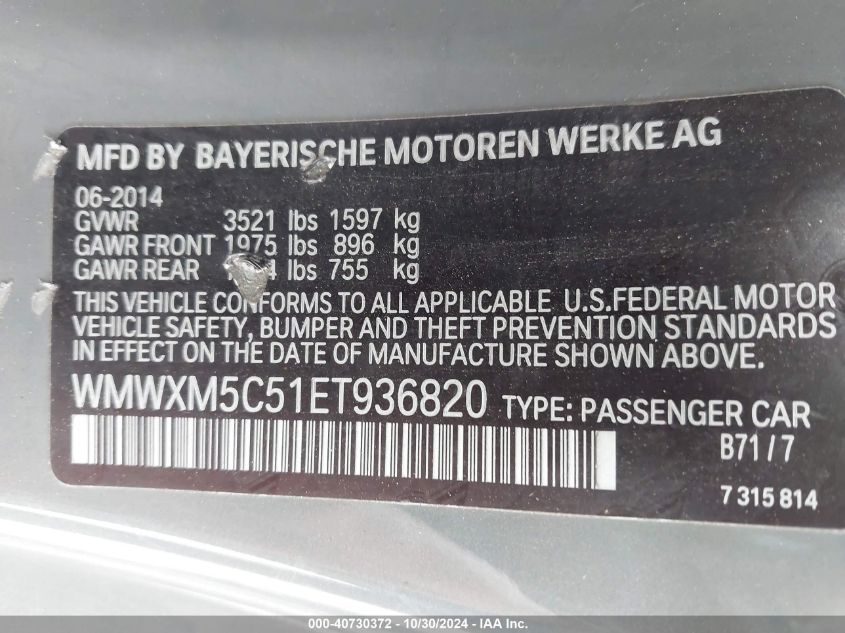 MFD BY BAYERISCHE MOTOREN WERKE AG
06-2014
GVWR 3521 lbs 1597 kg
GAWR FRONT 1975 lbs 896 kg
GAWR REAR lbs 755 kg
THIS VEHICLE CONFORMS TO ALL APPLICABLE U.S.FEDERAL MOTOR
VEHICLE SAFETY, BUMPER AND THEFT PREVENTION STANDARDS
IN EFFECT ON THE DATE OF MANUFACTURE SHOWN ABOVE.
WMWXM5C51ET936820 TYPE: PASSENGER CAR
B71/7
7 315 814
000-40730372 - 10/30/2024 - IAA Inc.